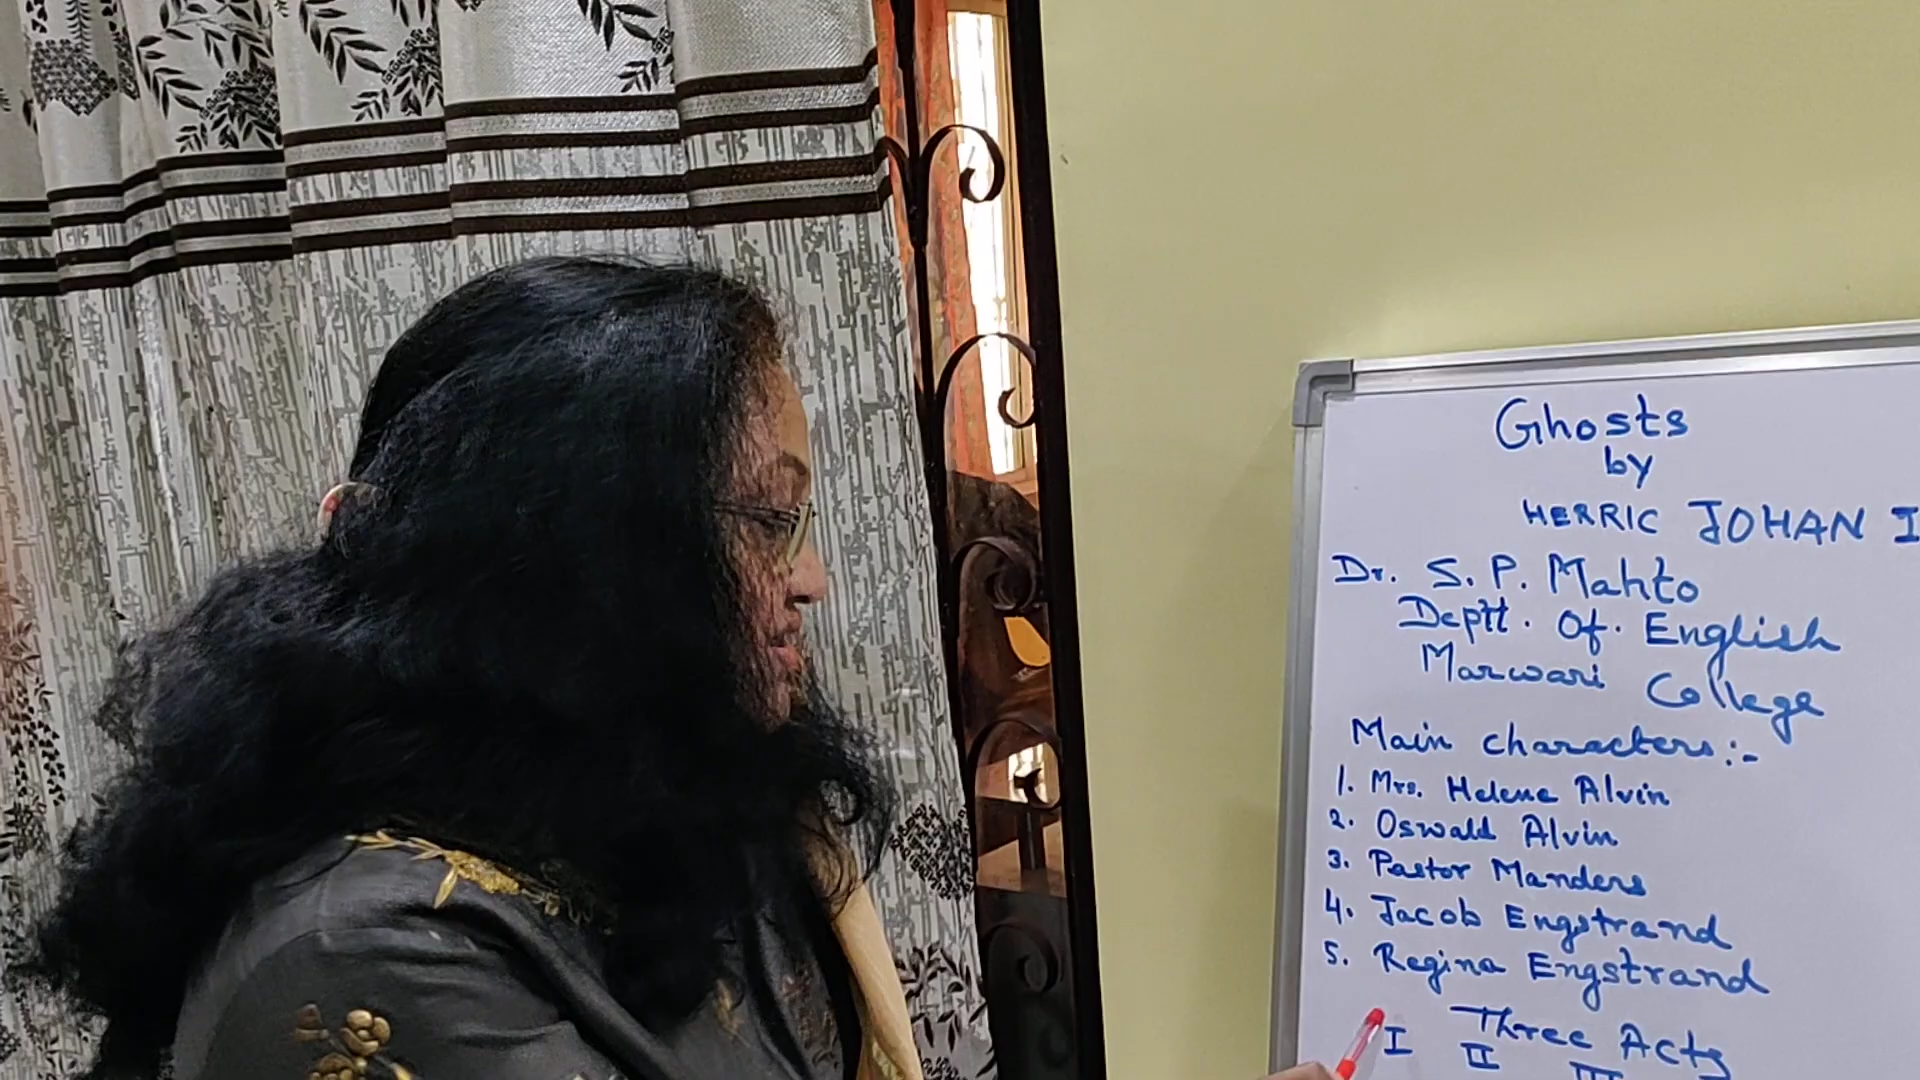 Ghosts
by
HERRIC JOHAN I
Dr. S. P. Mahto
Deptt. Of. English
Marwari College
Main characters:-
1. Mrs. Helene Alvin
2. Oswald Alvin
3. Pastor Manders
4. Jacob Engstrand
5. Regina Engstrand
Three Acts
I II III